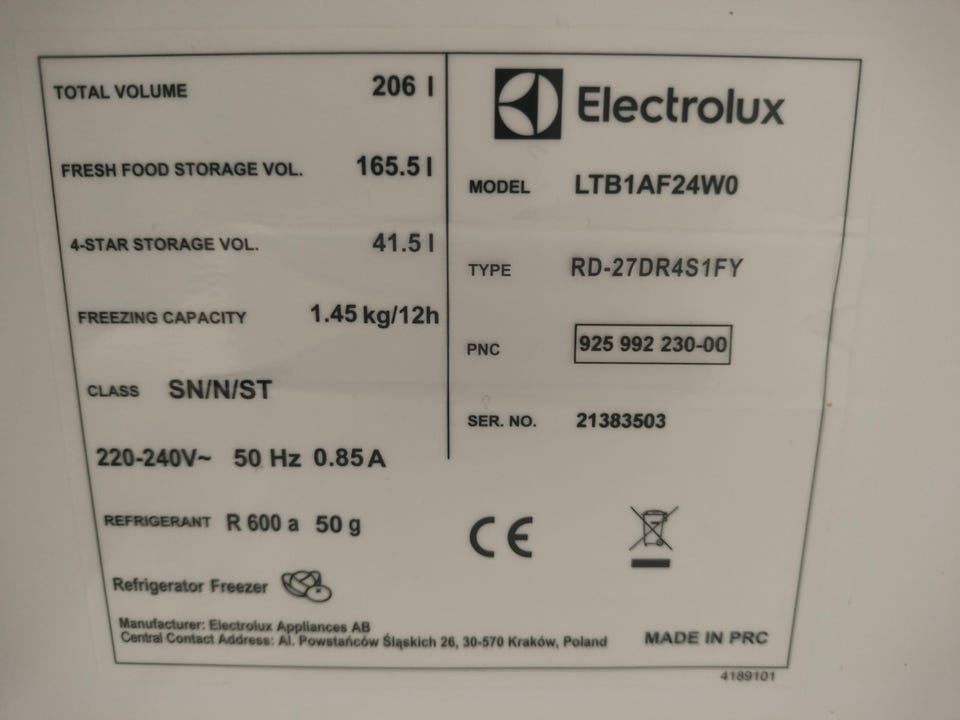 TOTAL VOLUME 206 l
FRESH FOOD STORAGE VOL. 165.5 l
4-STAR STORAGE VOL. 41.5 l
FREEZING CAPACITY 1.45 kg/12h
CLASS SN/N/ST
220-240V~ 50 Hz 0.85 A
REFRIGERANT R 600 a 50 g
Refrigerator Freezer
Manufacturer: Electrolux Appliances AB
Central Contact Address: Al. Powstańców Śląskich 26, 30-570 Kraków, Poland
Electrolux
MODEL LTB1AF24W0
TYPE RD-27DR4S1FY
PNC 925 992 230-00
SER. NO. 21383503
CE
MADE IN PRC
4189101